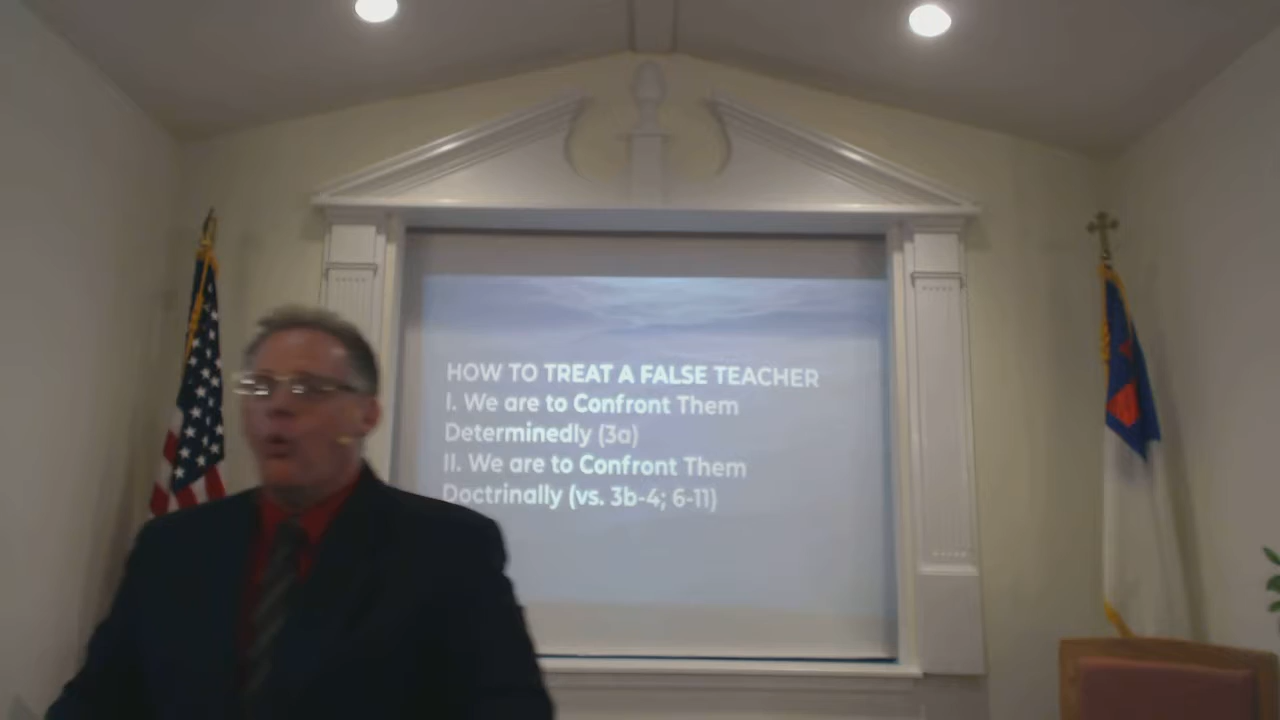 HOW TO TREAT A FALSE TEACHER
I. We are to Confront Them
Determinedly (3a)
II. We are to Confront Them
Doctrinally (vs. 3b-4; 6-11)